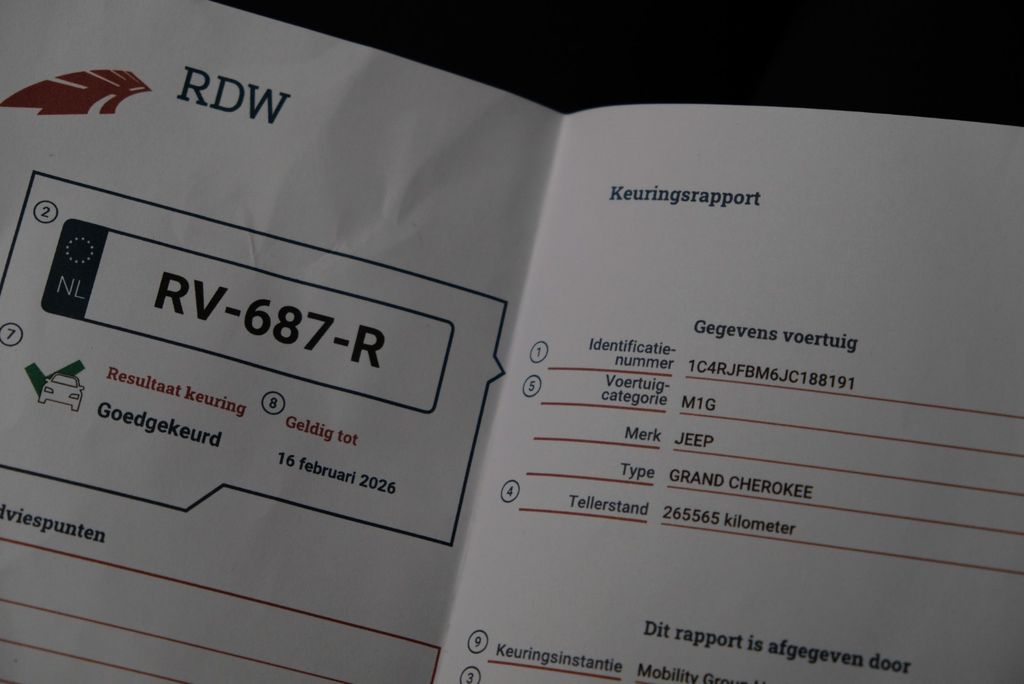 RDW
2
NL
RV-687-R
7
Resultaat keuring
Goedgekeurd
8
Geldig tot
16 februari 2026
dviespunten
Keuringsrapport
Gegevens voertuig
1 Identificatie-
nummer 1C4RJFBM6JC188191
5 Voertuig-
categorie M1G
Merk JEEP
Type GRAND CHEROKEE
4 Tellerstand 265565 kilometer
Dit rapport is afgegeven door
9 Keuringsinstantie Mobility Group
3